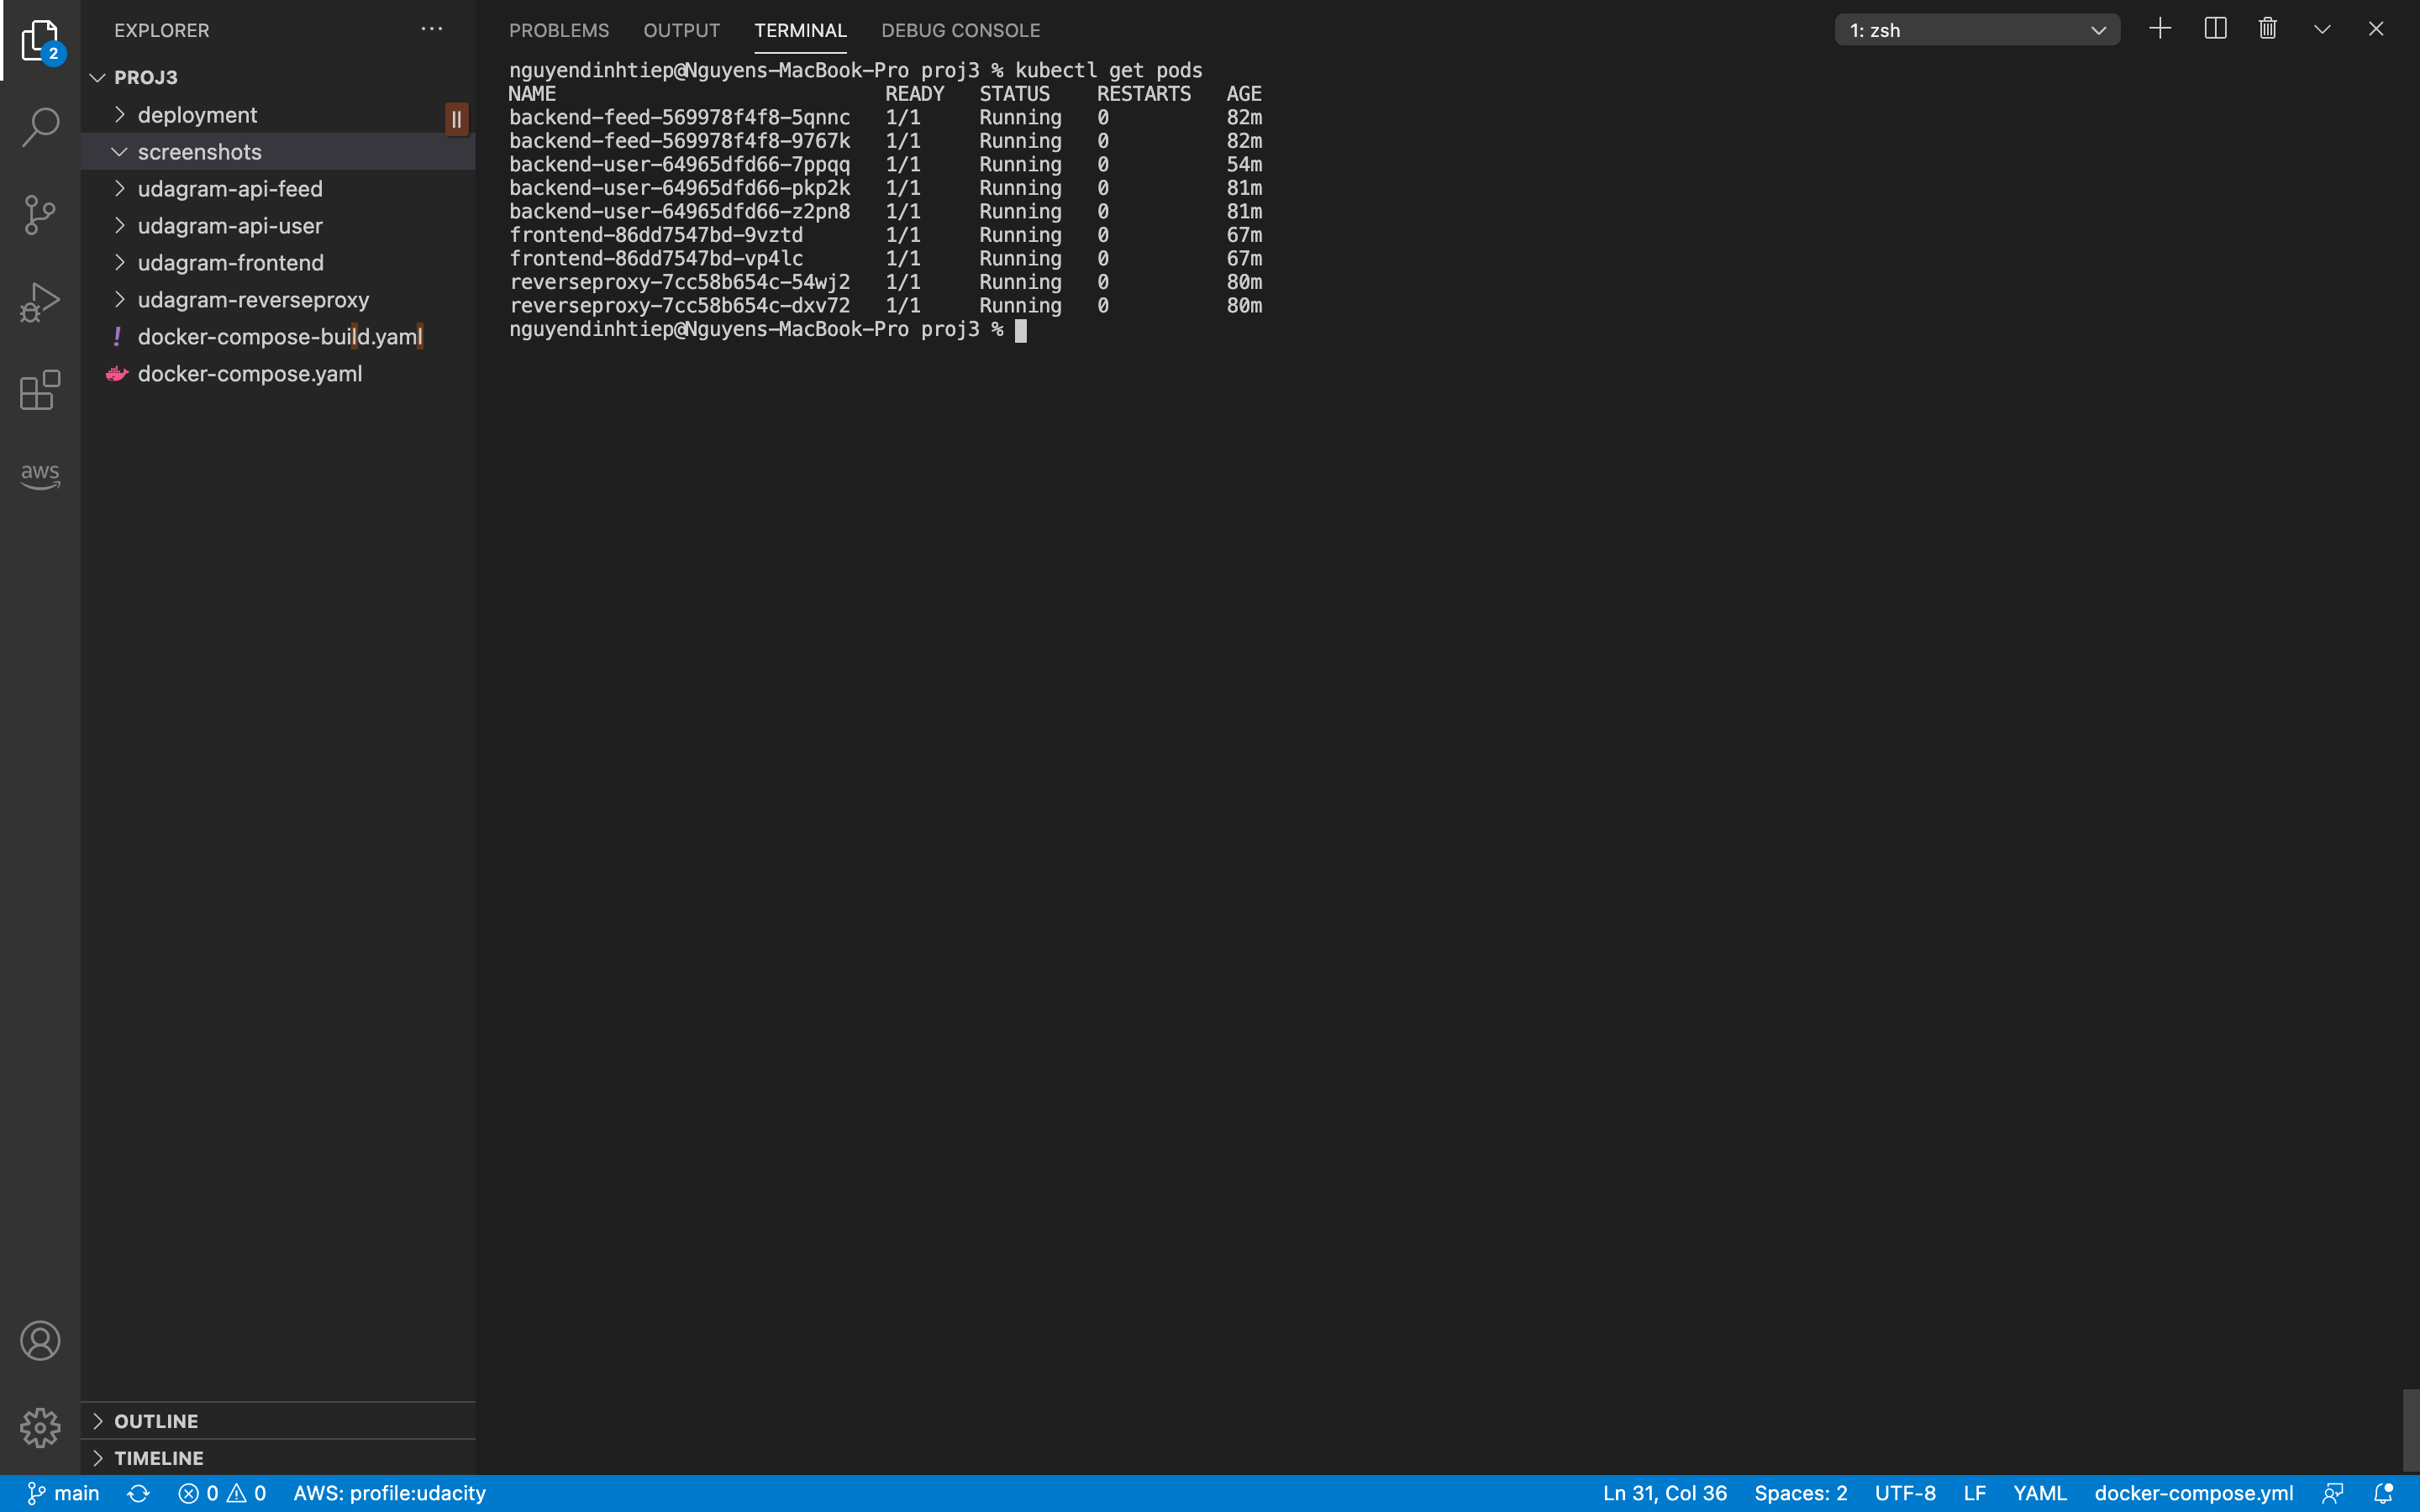 2
aws
EXPLORER
PROJ3
deployment
ll
screenshots
udagram-api-feed
udagram-api-user
udagram-frontend
udagram-reverseproxy
! docker-compose-build.yaml
docker-compose.yaml
OUTLINE
TIMELINE
PROBLEMS OUTPUT TERMINAL DEBUG CONSOLE 1: zsh
nguyendinhtiep@Nguyens-MacBook-Pro proj3 % kubectl get pods
NAME READY STATUS RESTARTS AGE
backend-feed-569978f4f8-5qnnc 1/1 Running 0 82m
backend-feed-569978f4f8-9767k 1/1 Running 0 82m
backend-user-64965dfd66-7ppqq 1/1 Running 0 54m
backend-user-64965dfd66-pkp2k 1/1 Running 0 81m
backend-user-64965dfd66-z2pn8 1/1 Running 0 81m
frontend-86dd7547bd-9vztd 1/1 Running 0 67m
frontend-86dd7547bd-vp4lc 1/1 Running 0 67m
reverseproxy-7cc58b654c-54wj2 1/1 Running 0 80m
reverseproxy-7cc58b654c-dxv72 1/1 Running 0 80m
nguyendinhtiep@Nguyens-MacBook-Pro proj3 %
main 0 0 AWS: profile:udacity Ln 31, Col 36 Spaces: 2 UTF-8 LF YAML docker-compose.yml